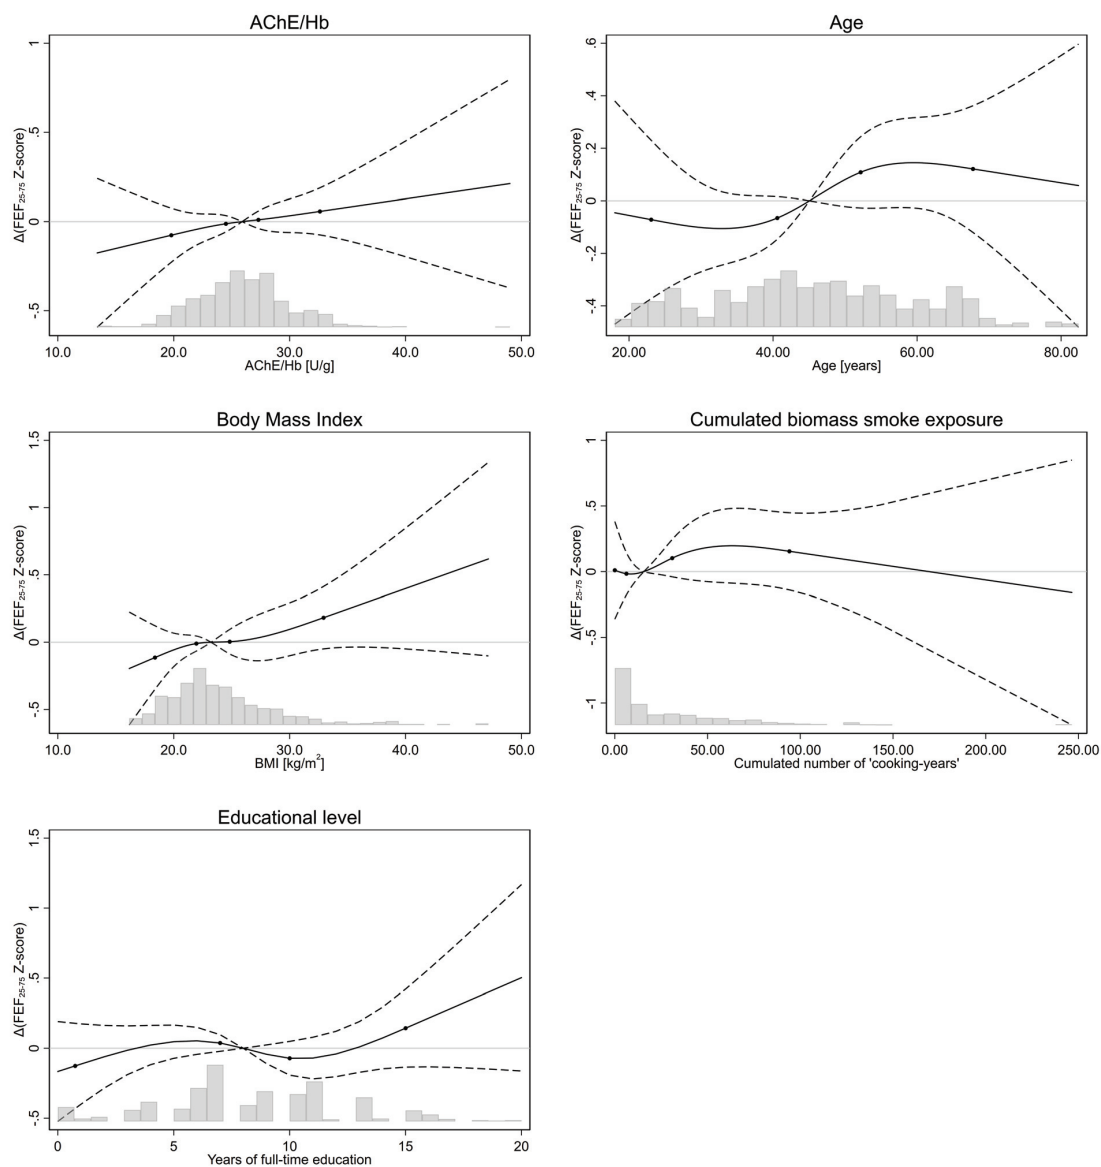 AChE/Hb
Δ(FEF25-75 Z-score)
1
.5
0
-.5
10.0 20.0 30.0 40.0 50.0
AChE/Hb [U/g]
Age
Δ(FEF25-75 Z-score)
.6
.4
.2
0
-.2
-.4
20.00 40.00 60.00 80.00
Age [years]
Body Mass Index
Δ(FEF25-75 Z-score)
1.5
1
.5
0
-.5
10.0 20.0 30.0 40.0 50.0
BMI [kg/m²]
Cumulated biomass smoke exposure
Δ(FEF25-75 Z-score)
1
.5
0
-.5
-1
0.00 50.00 100.00 150.00 200.00 250.00
Cumulated number of 'cooking-years'
Educational level
Δ(FEF25-75 Z-score)
1.5
1
.5
0
-.5
0 5 10 15 20
Years of full-time education